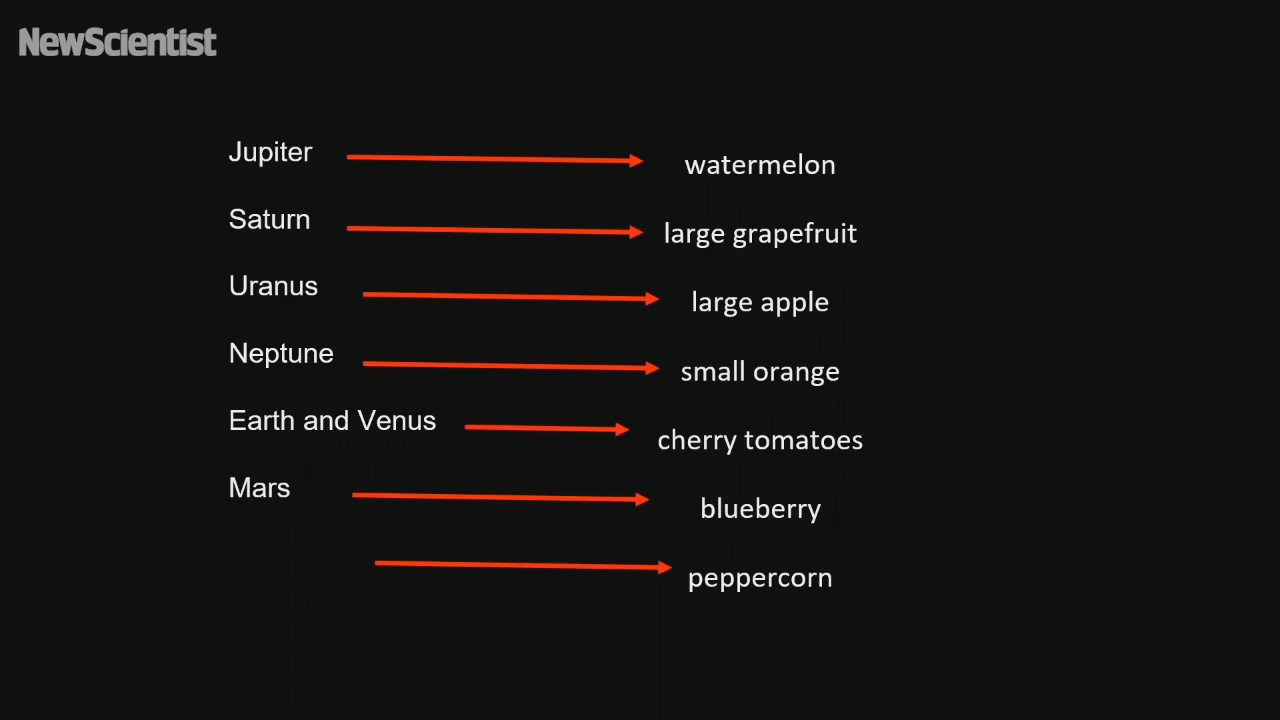 NewScientist
Jupiter watermelon
Saturn large grapefruit
Uranus large apple
Neptune small orange
Earth and Venus cherry tomatoes
Mars blueberry
peppercorn